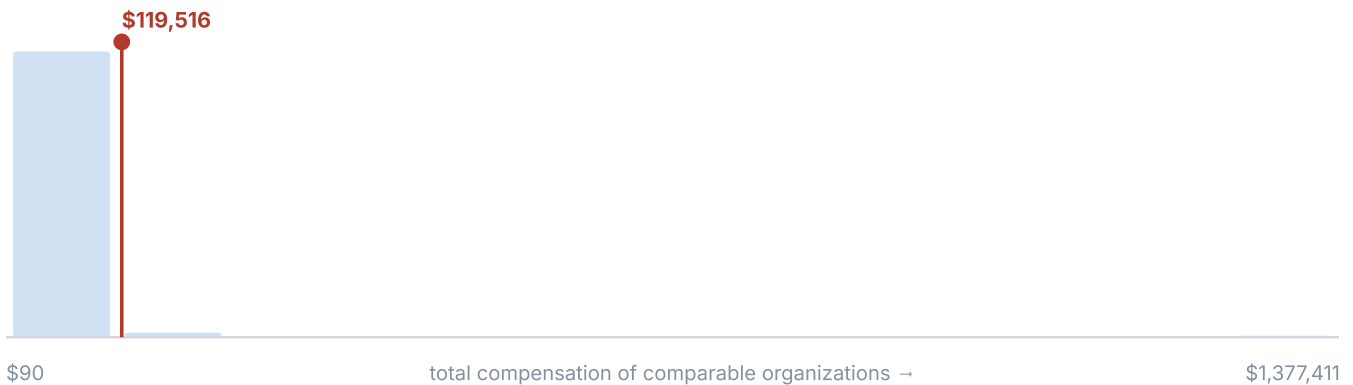 $119,516
$90
total compensation of comparable organizations →
$1,377,411